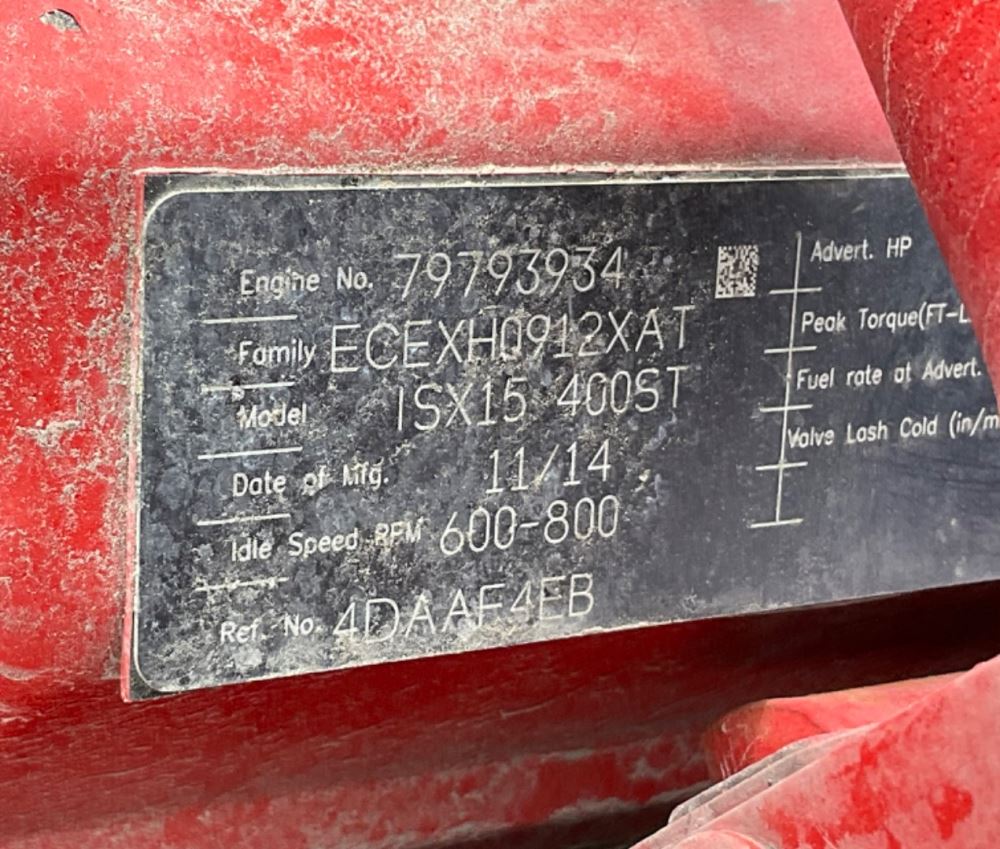 Engine No. 79793934
Family ECEXH0912XAT
Model ISX15 400ST
Date of Mfg. 11/14
Idle Speed RPM 600-800
Ref. No. 4DAAF4EB
Advert. HP
Peak Torque(FT-L
Fuel rate at Advert.
Valve Lash Cold (in/m